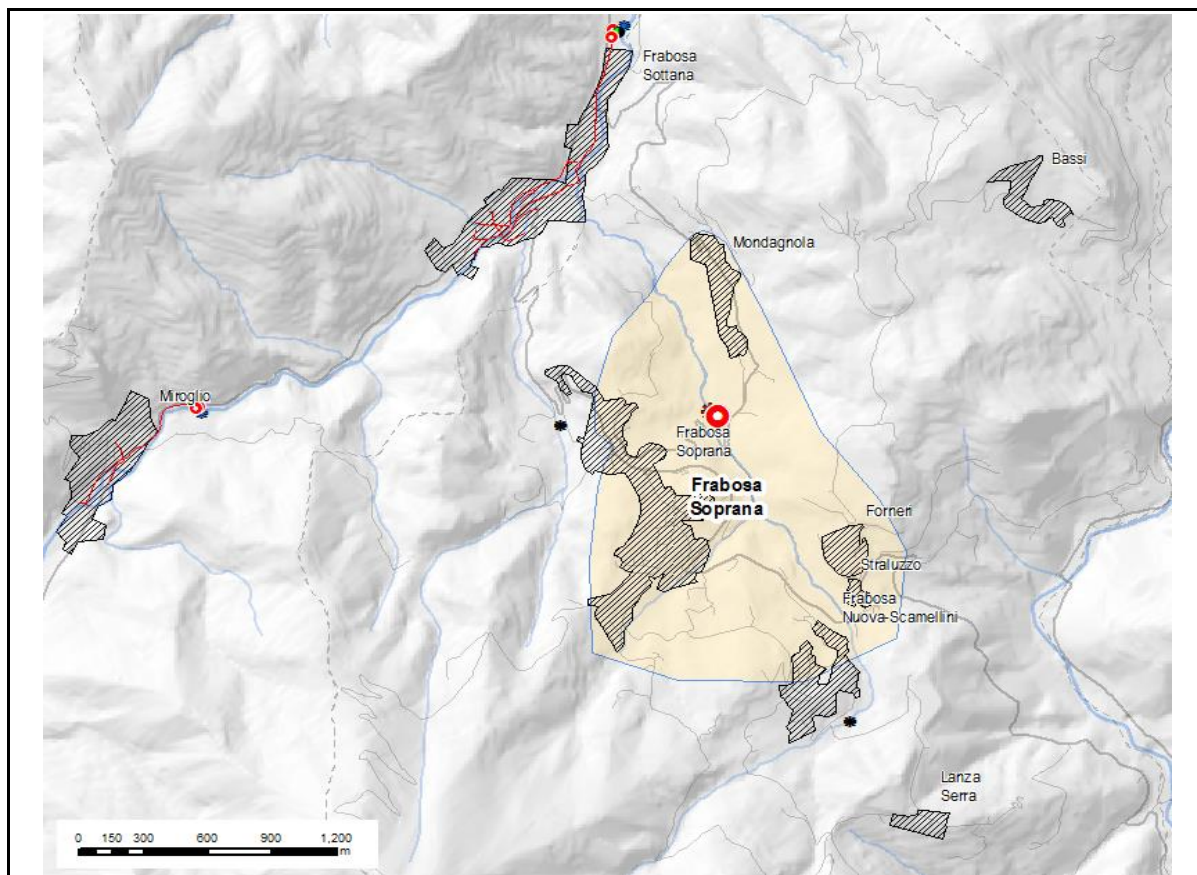 Frabosa
Sottana
Bassi
Mondagnola
Miroglio
Frabosa
Soprana
Frabosa
Soprana
Forneri
Straluzzo
Frabosa
Nuova-Scamellini
Lanza
Serra
0 150 300 600 900 1,200
m